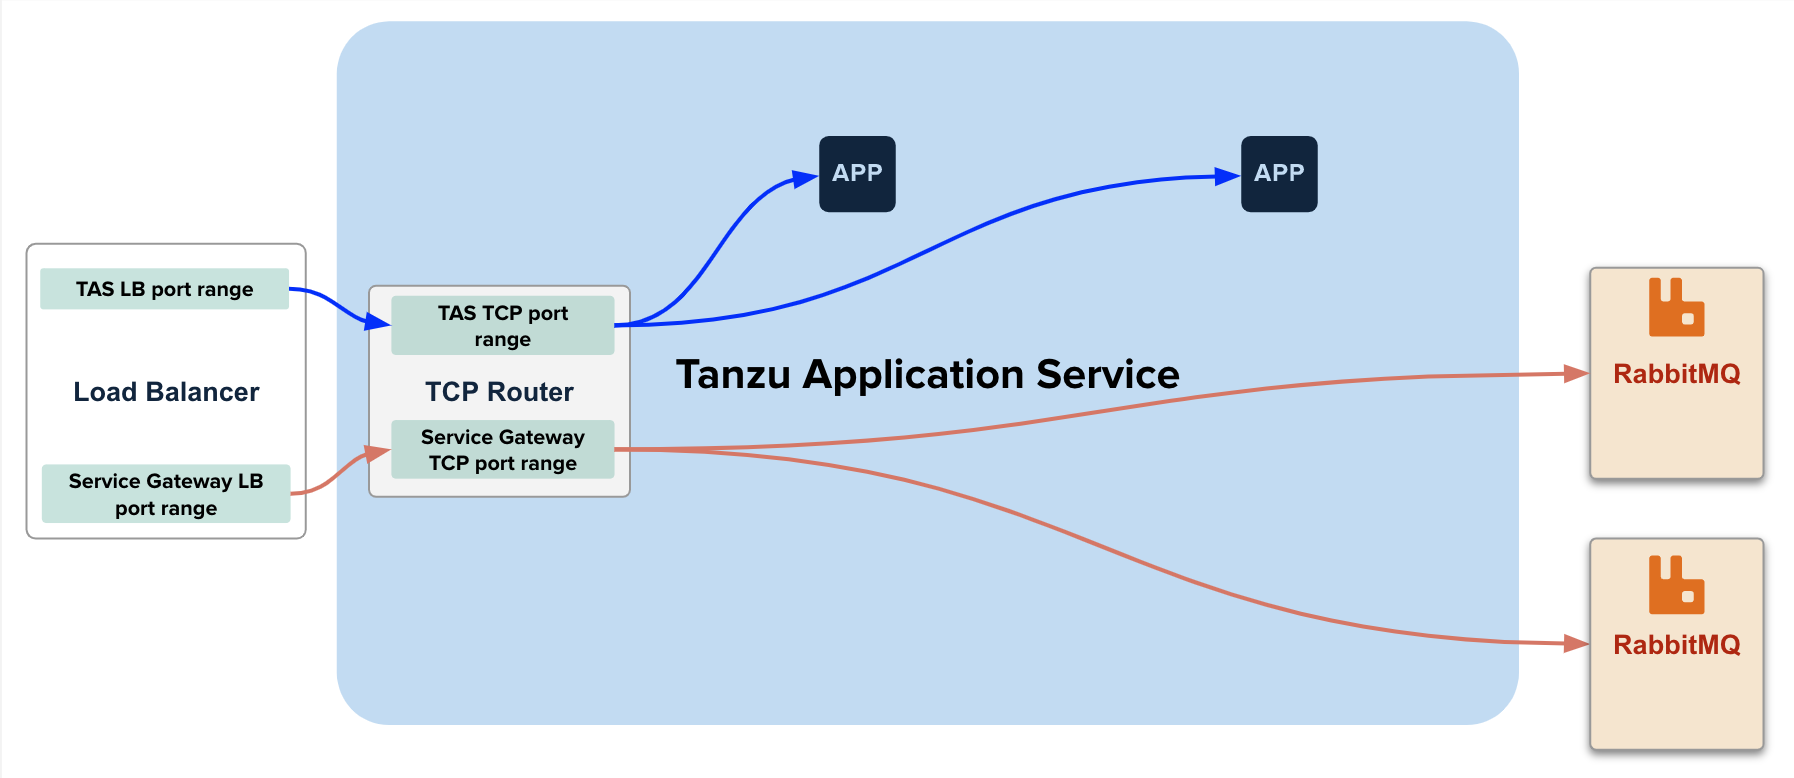 APP
APP
TAS LB port range
Load Balancer
Service Gateway LB
port range
TAS TCP port
range
TCP Router
Service Gateway
TCP port range
Tanzu Application Service
RabbitMQ
RabbitMQ